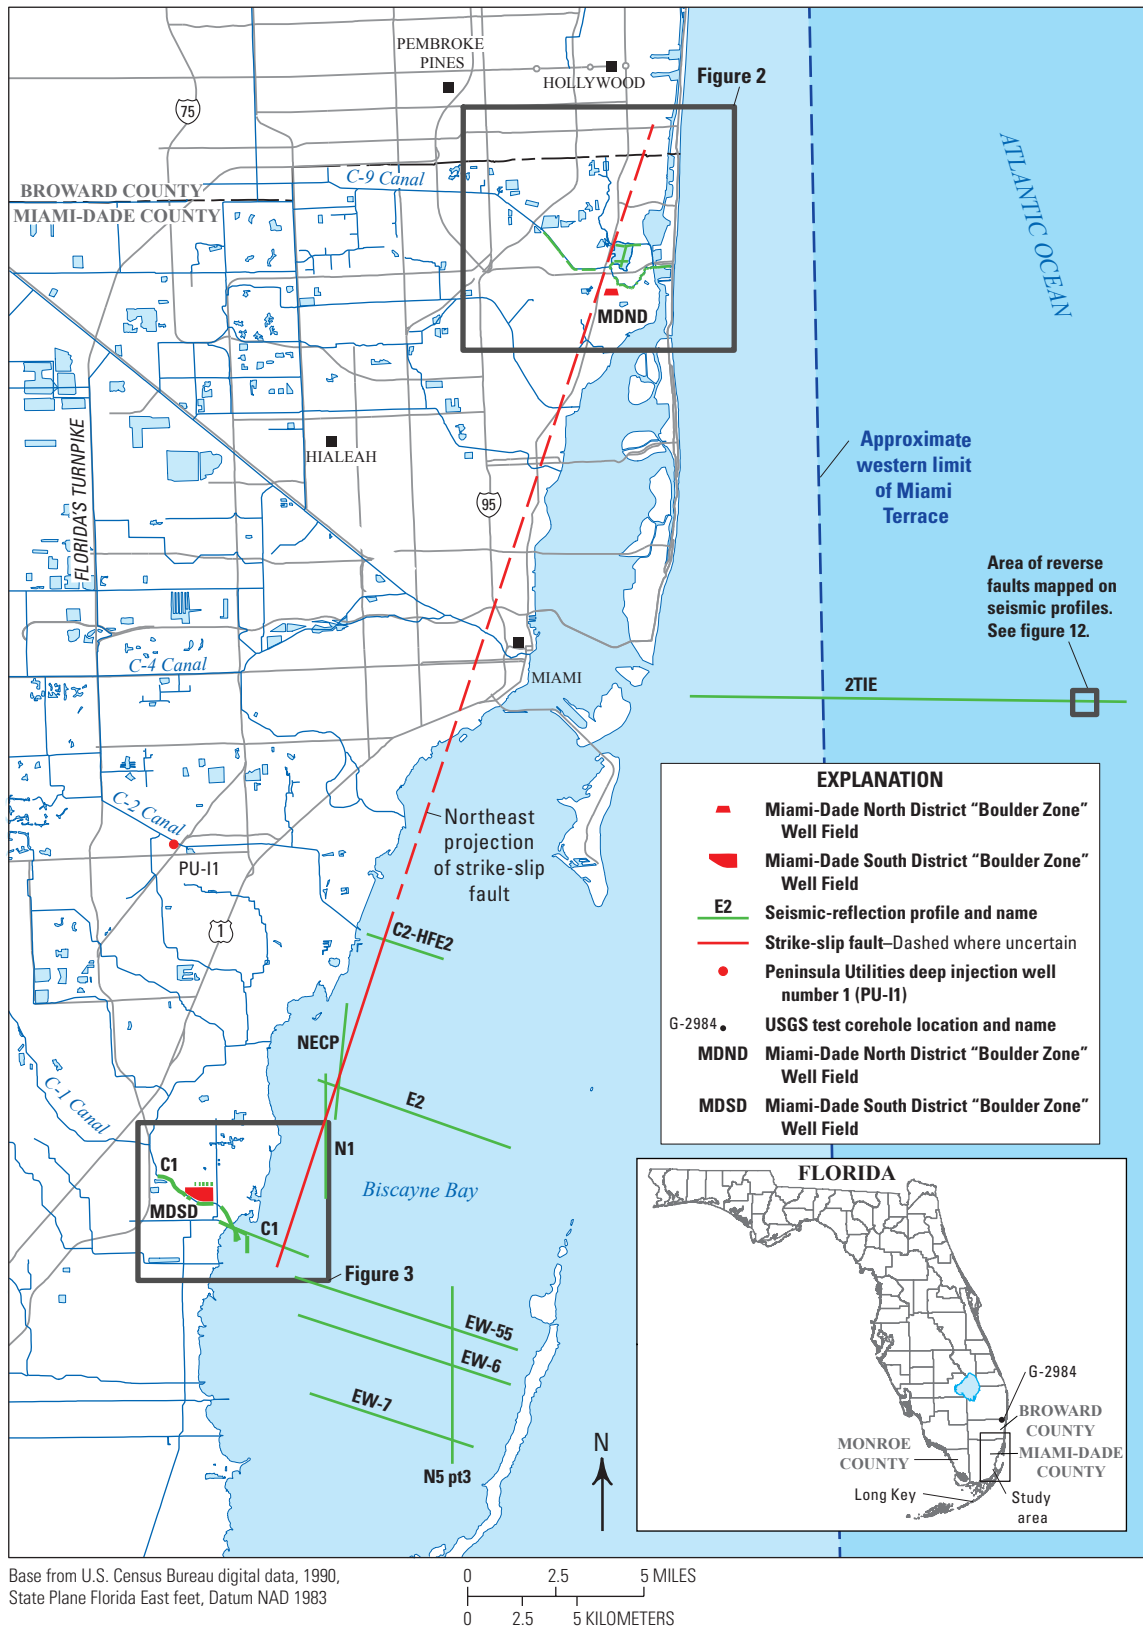 PEMBROKE
PINES
HOLLYWOOD
Figure 2
75
C-9 Canal
BROWARD COUNTY
MIAMI-DADE COUNTY
ATLANTIC OCEAN
MDND
FLORIDA'S TURNPIKE
HIALEAH
95
Approximate
western limit
of Miami
Terrace
Area of reverse
faults mapped on
seismic profiles.
See figure 12.
C-4 Canal
MIAMI
2TIE
C-2 Canal
PU-I1
Northeast
projection
of strike-slip
fault
1
C2-HFE2
NECP
E2
C-1 Canal
N1
C1
MDSD
C1
Biscayne Bay
Figure 3
EW-55
EW-6
EW-7
N5 pt3
N
EXPLANATION
Miami-Dade North District “Boulder Zone”
Well Field
Miami-Dade South District “Boulder Zone”
Well Field
E2 Seismic-reflection profile and name
Strike-slip fault–Dashed where uncertain
Peninsula Utilities deep injection well
number 1 (PU-I1)
G-2984 USGS test corehole location and name
MDND Miami-Dade North District “Boulder Zone”
Well Field
MDSD Miami-Dade South District “Boulder Zone”
Well Field
FLORIDA
G-2984
BROWARD
COUNTY
MONROE
COUNTY
MIAMI-DADE
COUNTY
Long Key
Study
area
Base from U.S. Census Bureau digital data, 1990,
State Plane Florida East feet, Datum NAD 1983
0 2.5 5 MILES
0 2.5 5 KILOMETERS